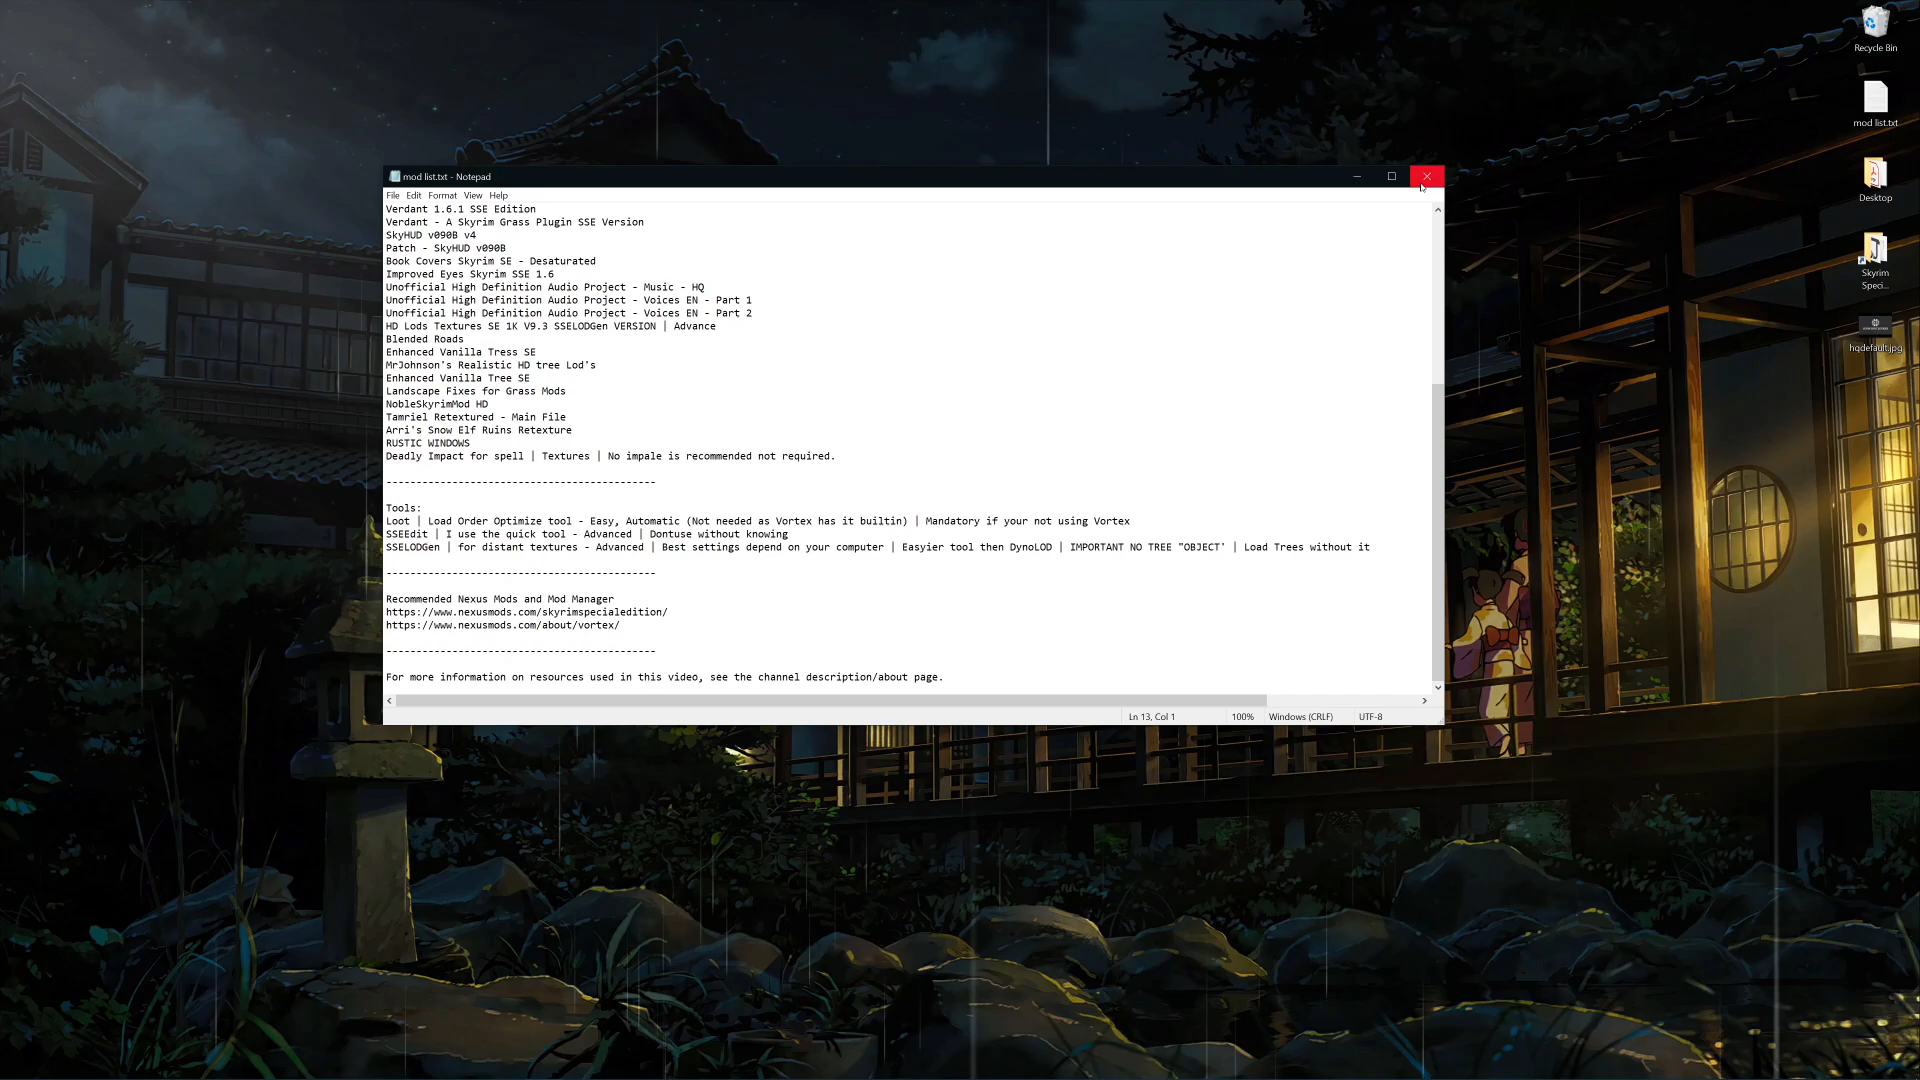 mod list.txt - Notepad
File Edit Format View Help
Verdant 1.6.1 SSE Edition
Verdant - A Skyrim Grass Plugin SSE Version
SkyHUD v090B v4
Patch - SkyHUD v090B
Book Covers Skyrim SE - Desaturated
Improved Eyes Skyrim SSE 1.6
Unofficial High Definition Audio Project - Music - HQ
Unofficial High Definition Audio Project - Voices EN - Part 1
Unofficial High Definition Audio Project - Voices EN - Part 2
HD Lods Textures SE 1K V9.3 SSELODGen VERSION | Advance
Blended Roads
Enhanced Vanilla Tress SE
MrJohnson's Realistic HD tree Lod's
Enhanced Vanilla Tree SE
Landscape Fixes for Grass Mods
NobleSkyrimMod HD
Tamriel Retextured - Main File
Arri's Snow Elf Ruins Retexture
RUSTIC WINDOWS
Deadly Impact for spell | Textures | No impale is recommended not required.
---------------------------------------------
Tools:
Loot | Load Order Optimize tool - Easy, Automatic (Not needed as Vortex has it builtin) | Mandatory if your not using Vortex
SSEEdit | I use the quick tool - Advanced | Dontuse without knowing
SSELODGen | for distant textures - Advanced | Best settings depend on your computer | Easyier tool then DynoLOD | IMPORTANT NO TREE "OBJECT' | Load Trees without it
---------------------------------------------
Recommended Nexus Mods and Mod Manager
https://www.nexusmods.com/skyrimspecialedition/
https://www.nexusmods.com/about/vortex/
---------------------------------------------
For more information on resources used in this video, see the channel description/about page.
Ln 13, Col 1
100%
Windows (CRLF)
UTF-8
Recycle Bin
mod list.txt
Desktop
Skyrim
Speci...
hqdefault.jpg